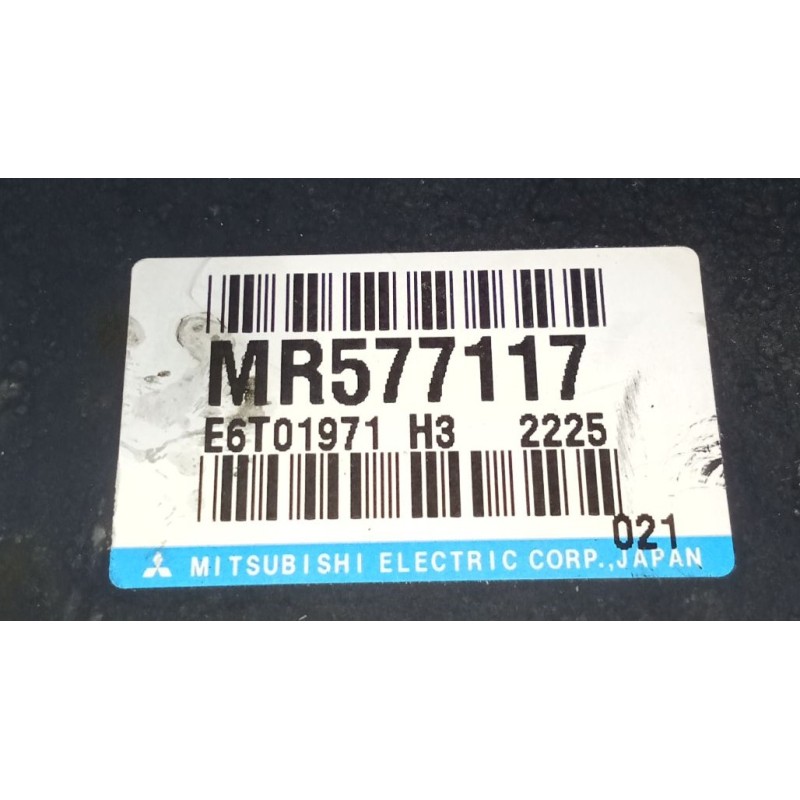 MR577117
E6T01971 H3 2225
021
MITSUBISHI ELECTRIC CORP.,JAPAN